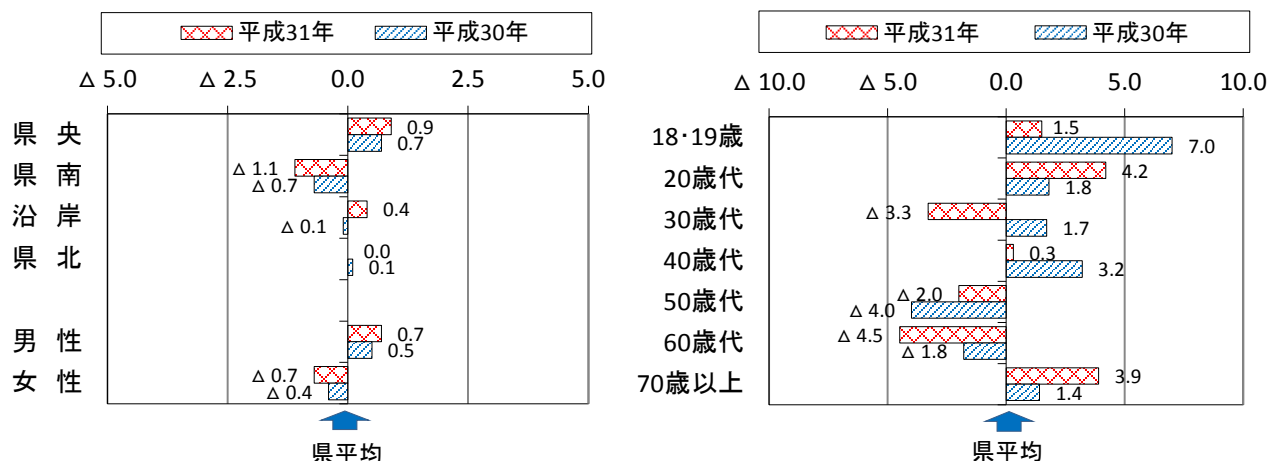 平成31年 平成30年
△ 5.0 △ 2.5 0.0 2.5 5.0
県 央 0.9
0.7
県 南 △ 1.1
△ 0.7
沿 岸 0.4
△ 0.1
県 北 0.0
0.1
男 性 0.7
0.5
女 性 △ 0.7
△ 0.4
県平均
平成31年 平成30年
△ 10.0 △ 5.0 0.0 5.0 10.0
18･19歳 1.5
7.0
20歳代 4.2
1.8
30歳代 △ 3.3
1.7
40歳代 0.3
3.2
50歳代 △ 2.0
△ 4.0
60歳代 △ 4.5
△ 1.8
70歳以上 3.9
1.4
県平均